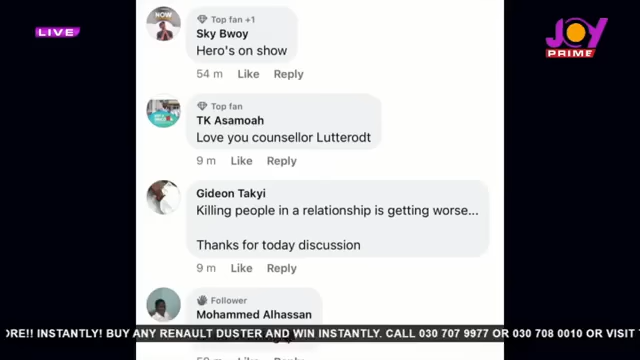 LIVE
JOY
PRIME
NOW
Top fan +1
Sky Bwoy
Hero's on show
54 m Like Reply
Top fan
TK Asamoah
Love you counsellor Lutterodt
9 m Like Reply
Gideon Takyi
Killing people in a relationship is getting worse...
Thanks for today discussion
9 m Like Reply
Follower
Mohammed Alhassan
ORE!! INSTANTLY! BUY ANY RENAULT DUSTER AND WIN INSTANTLY. CALL 030 707 9977 OR 030 708 0010 OR VISIT